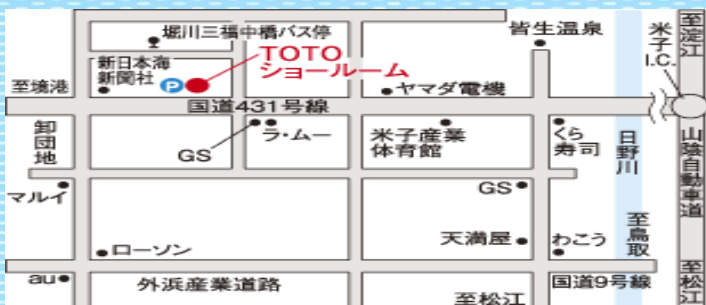 堀川三福中橋バス停
皆生温泉
米子
I.C.
至淀江
TOTO
ショールーム
新日本海
新聞社
P
至境港
ヤマダ電機
国道431号線
卸団地
GS
ラ・ムー
米子産業
体育館
くら
寿司
日野川
山陰自動車道
マルイ
GS
天満屋
わこう
至鳥取
ローソン
au
外浜産業道路
至松江
国道9号線
至松江